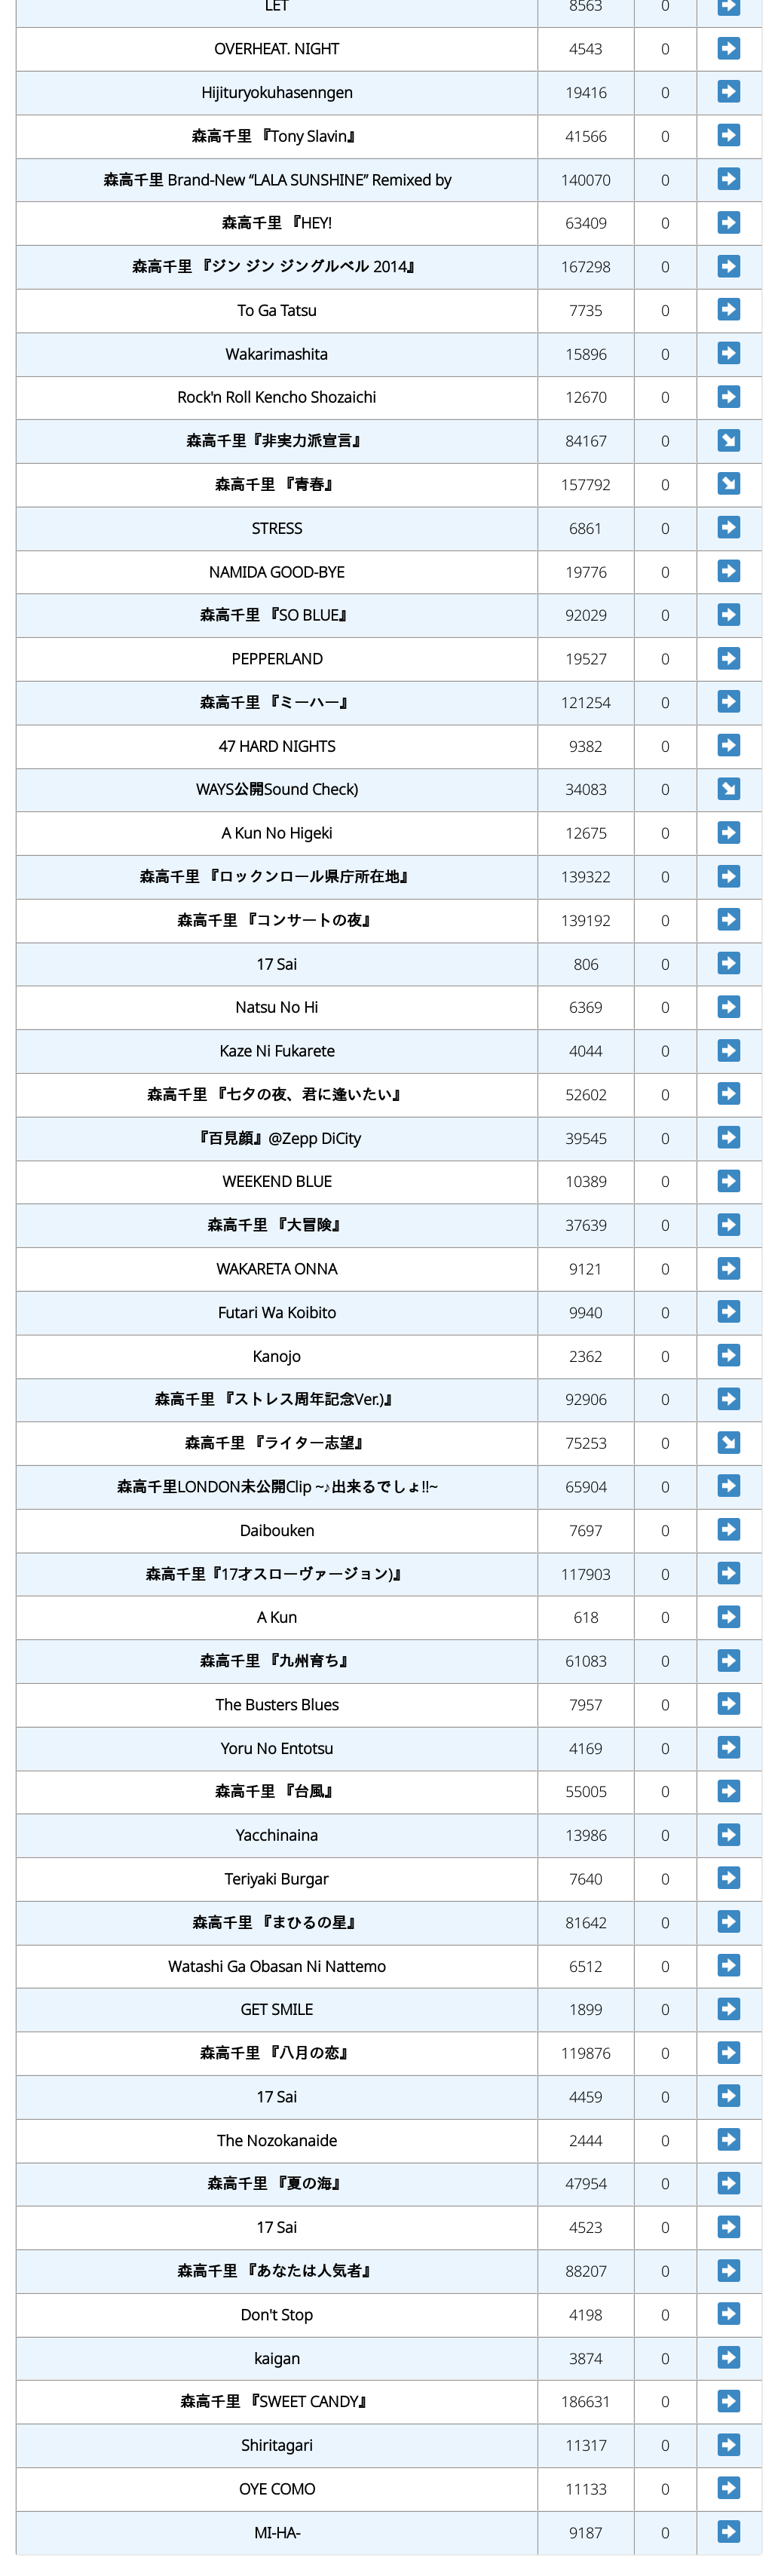 LET 8563 0
OVERHEAT. NIGHT 4543 0
Hijituryokuhasenngen 19416 0
森高千里 『Tony Slavin』 41566 0
森高千里 Brand-New “LALA SUNSHINE” Remixed by 140070 0
森高千里 『HEY! 63409 0
森高千里 『ジン ジン ジングルベル 2014』 167298 0
To Ga Tatsu 7735 0
Wakarimashita 15896 0
Rock'n Roll Kencho Shozaichi 12670 0
森高千里『非実力派宣言』 84167 0
森高千里 『青春』 157792 0
STRESS 6861 0
NAMIDA GOOD-BYE 19776 0
森高千里 『SO BLUE』 92029 0
PEPPERLAND 19527 0
森高千里 『ミーハー』 121254 0
47 HARD NIGHTS 9382 0
WAYS公開Sound Check) 34083 0
A Kun No Higeki 12675 0
森高千里 『ロックンロール県庁所在地』 139322 0
森高千里 『コンサートの夜』 139192 0
17 Sai 806 0
Natsu No Hi 6369 0
Kaze Ni Fukarete 4044 0
森高千里 『七夕の夜、君に逢いたい』 52602 0
『百見顔』@Zepp DiCity 39545 0
WEEKEND BLUE 10389 0
森高千里 『大冒険』 37639 0
WAKARETA ONNA 9121 0
Futari Wa Koibito 9940 0
Kanojo 2362 0
森高千里 『ストレス周年記念Ver.)』 92906 0
森高千里 『ライター志望』 75253 0
森高千里LONDON未公開Clip ~♪出来るでしょ!!~ 65904 0
Daibouken 7697 0
森高千里『17才スローヴァージョン)』 117903 0
A Kun 618 0
森高千里 『九州育ち』 61083 0
The Busters Blues 7957 0
Yoru No Entotsu 4169 0
森高千里 『台風』 55005 0
Yacchinaina 13986 0
Teriyaki Burgar 7640 0
森高千里 『まひるの星』 81642 0
Watashi Ga Obasan Ni Nattemo 6512 0
GET SMILE 1899 0
森高千里 『八月の恋』 119876 0
17 Sai 4459 0
The Nozokanaide 2444 0
森高千里 『夏の海』 47954 0
17 Sai 4523 0
森高千里 『あなたは人気者』 88207 0
Don't Stop 4198 0
kaigan 3874 0
森高千里 『SWEET CANDY』 186631 0
Shiritagari 11317 0
OYE COMO 11133 0
MI-HA- 9187 0